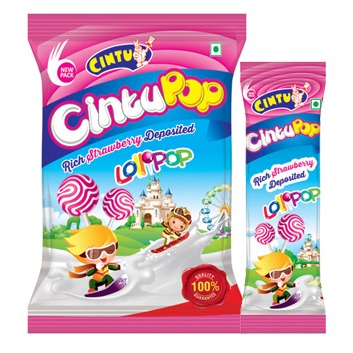 NEW
PACK
CINTU
CintuPop
Rich Strawberry Deposited
Lollipop
QUALITY
100%
GUARANTEE
CINTU
CintuPop
Rich Strawberry
Deposited
Lollipop